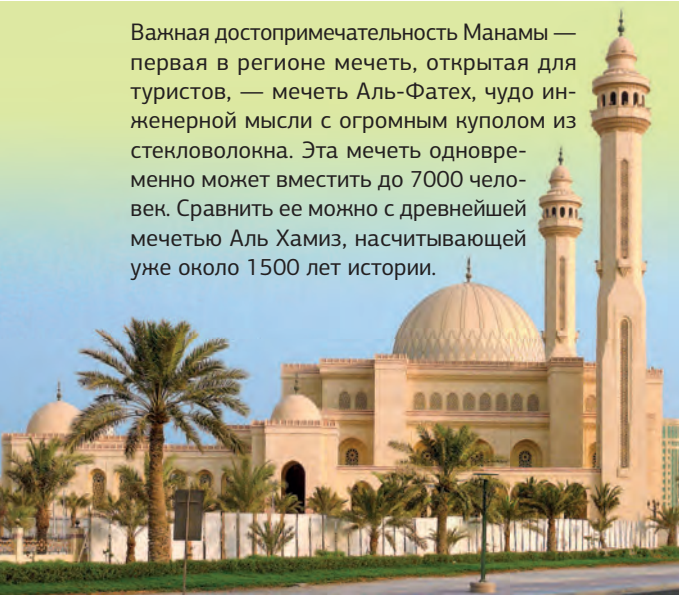 Важная достопримечательность Манамы —
первая в регионе мечеть, открытая для
туристов, — мечеть Аль-Фатех, чудо ин-
женерной мысли с огромным куполом из
стекловолокна. Эта мечеть одновре-
менно может вместить до 7000 чело-
век. Сравнить ее можно с древнейшей
мечетью Аль Хамиз, насчитывающей
уже около 1500 лет истории.